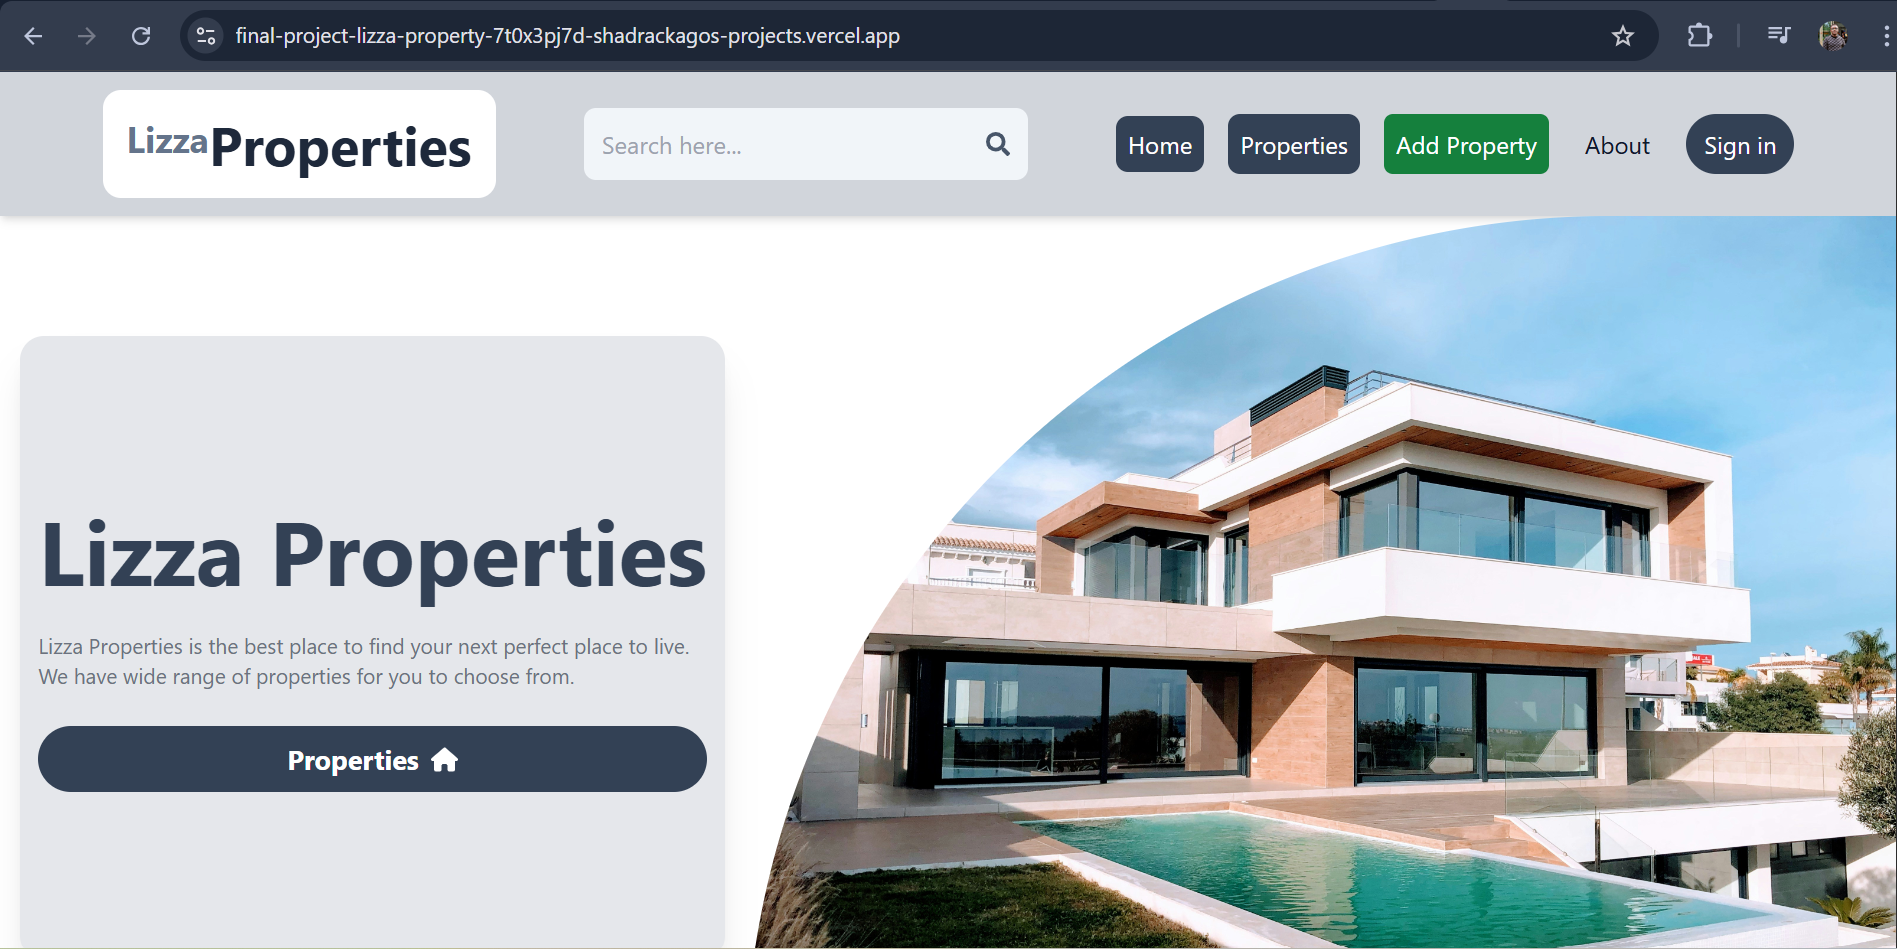 final-project-lizza-property-7t0x3pj7d-shadrackagos-projects.vercel.app
LizzaProperties
Search here...
Home
Properties
Add Property
About
Sign in
Lizza Properties
Lizza Properties is the best place to find your next perfect place to live.
We have wide range of properties for you to choose from.
Properties